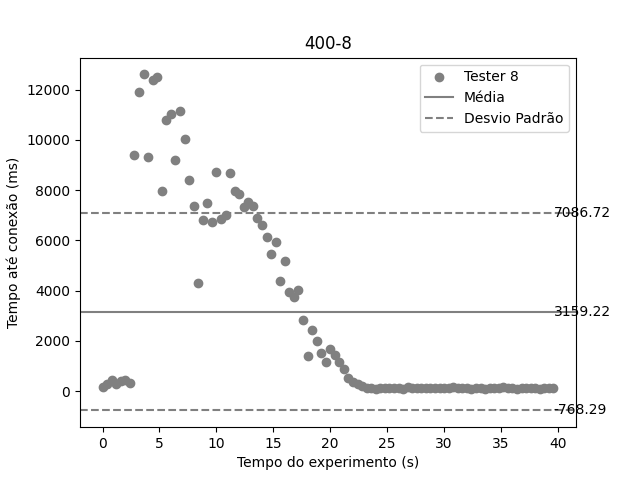 400-8
Tester 8
Média
Desvio Padrão
Tempo até conexão (ms)
12000
10000
8000
6000
4000
2000
0
7086.72
3159.22
-768.29
0 5 10 15 20 25 30 35 40
Tempo do experimento (s)